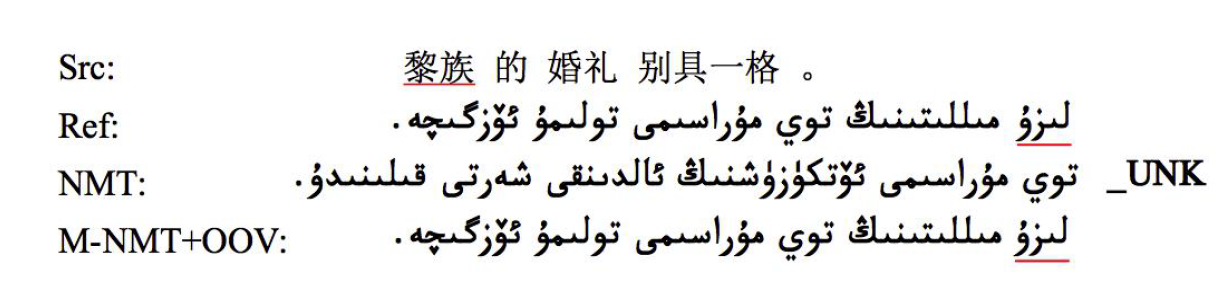 Src: 黎族 的 婚礼 别具一格 。
Ref: لىزۇ مىللىتىنىڭ توي مۇراسىمى تولىمۇ ئۆزگىچە.
NMT: _UNK توي مۇراسىمى ئۆتكۈزۈشنىڭ ئالدىنقى شەرتى قىلىنىدۇ.
M-NMT+OOV: لىزۇ مىللىتىنىڭ توي مۇراسىمى تولىمۇ ئۆزگىچە.